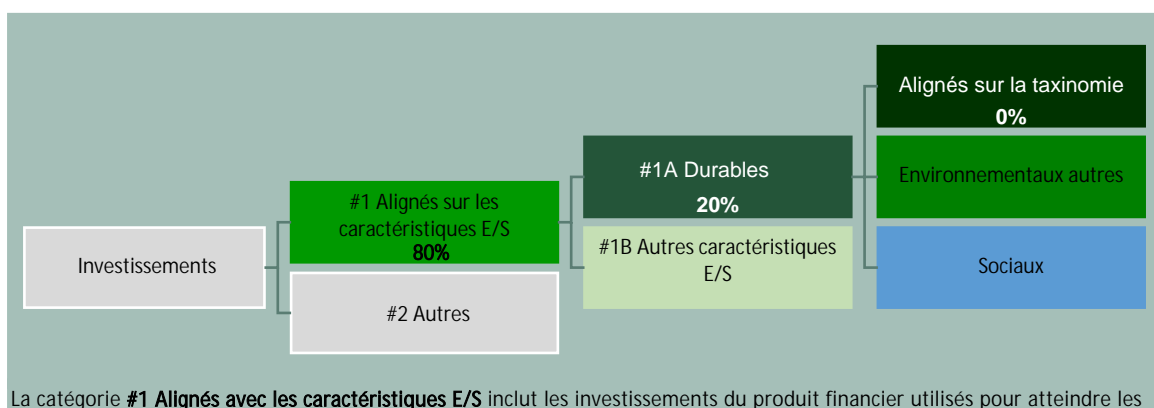 Alignés sur la taxinomie
0%
#1A Durables
20%
Environnementaux autres
#1 Alignés sur les
caractéristiques E/S
80%
#1B Autres caractéristiques
E/S
Investissements
Sociaux
#2 Autres
La catégorie #1 Alignés avec les caractéristiques E/S inclut les investissements du produit financier utilisés pour atteindre les